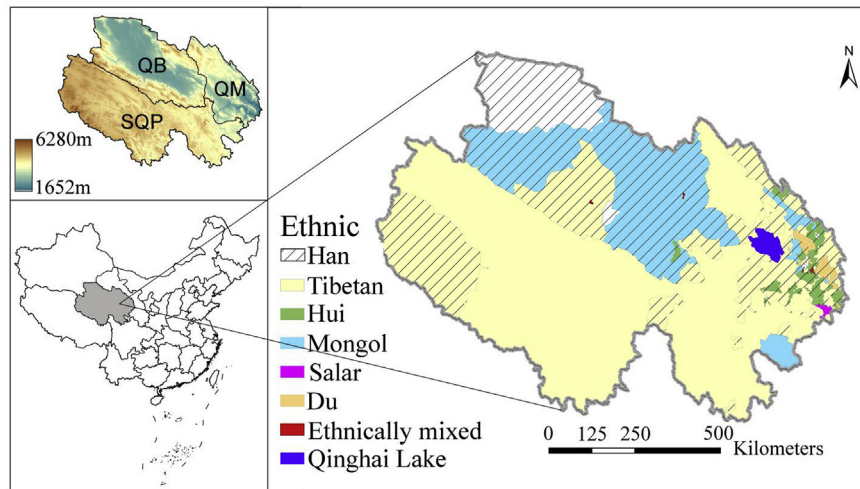 QB
QM
SQP
6280m
1652m
N
Ethnic
Han
Tibetan
Hui
Mongol
Salar
Du
Ethnically mixed
Qinghai Lake
0 125 250 500
Kilometers